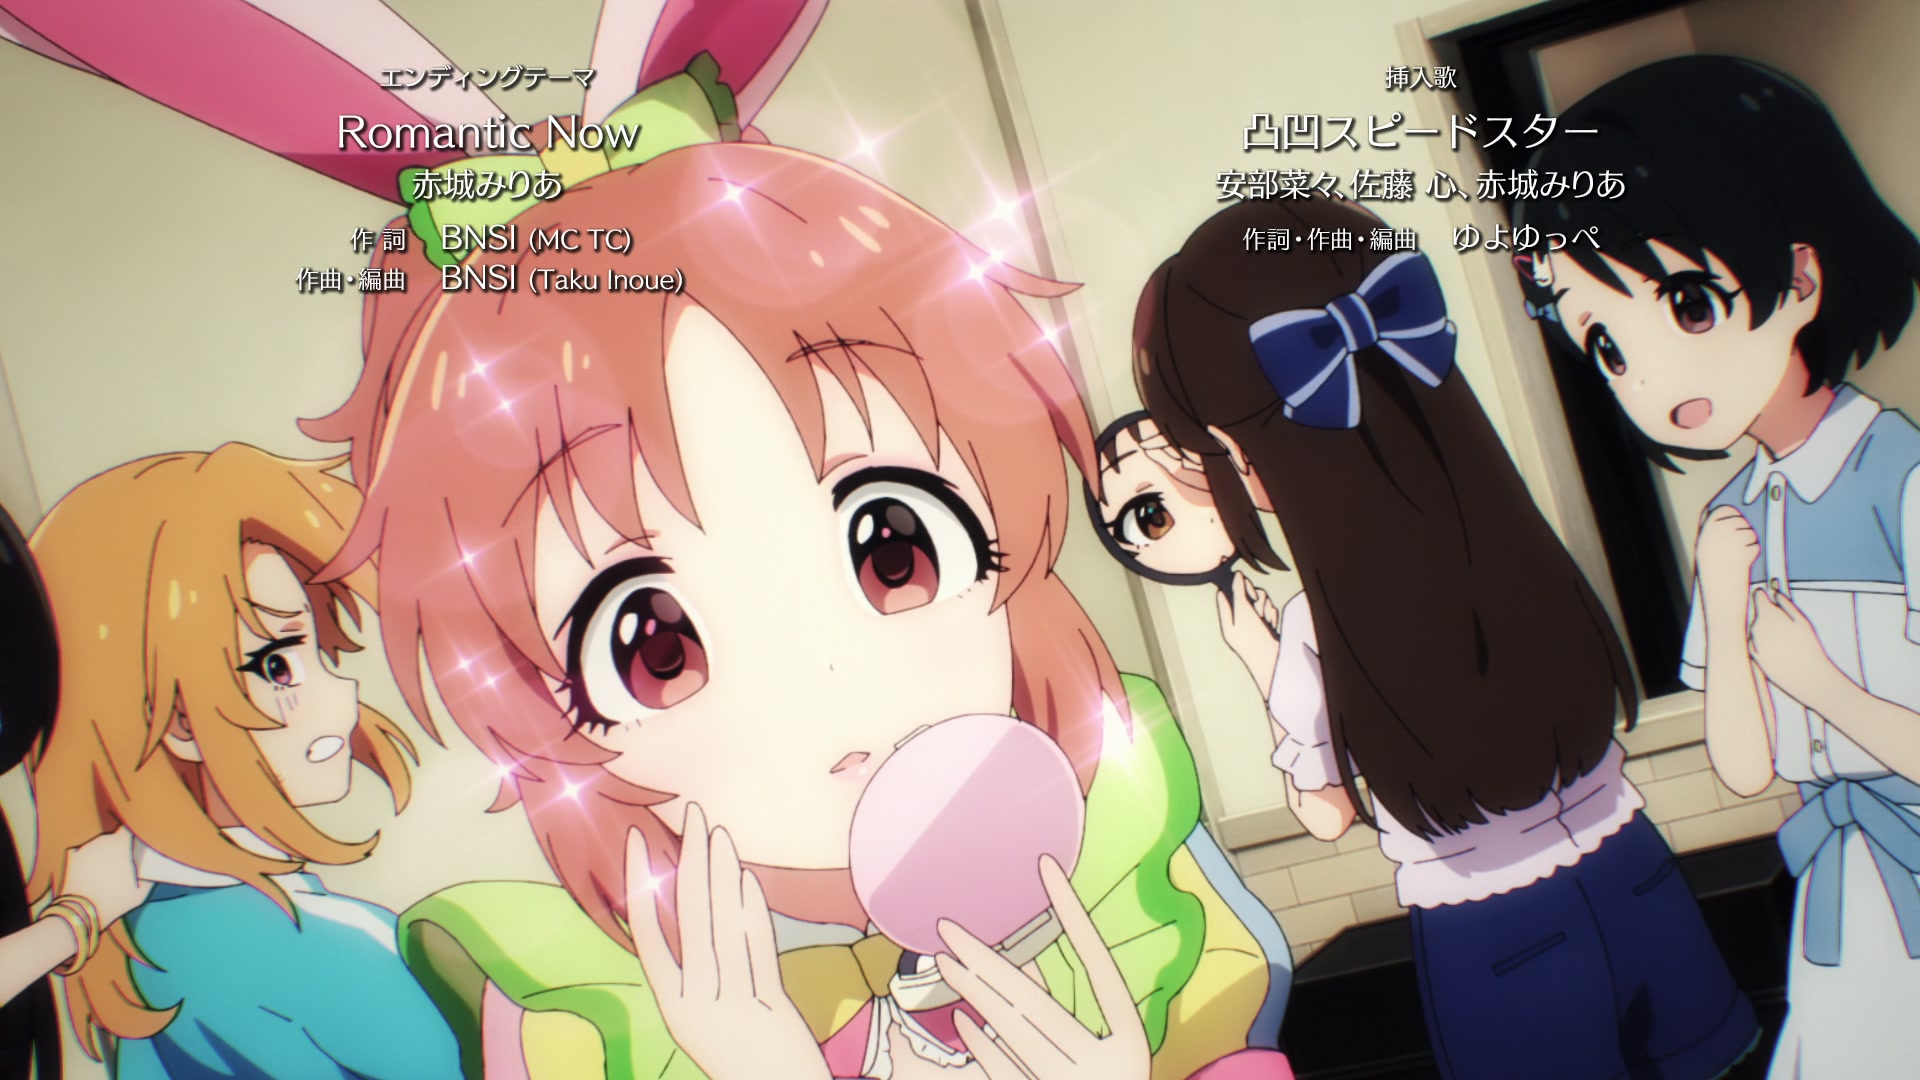 エンディングテーマ
Romantic Now
赤城みりあ
作 詞　BNSI (MC TC)
作曲・編曲　BNSI (Taku Inoue)
挿入歌
凸凹スピードスター
安部菜々、佐藤 心、赤城みりあ
作詞・作曲・編曲　ゆよゆっぺ